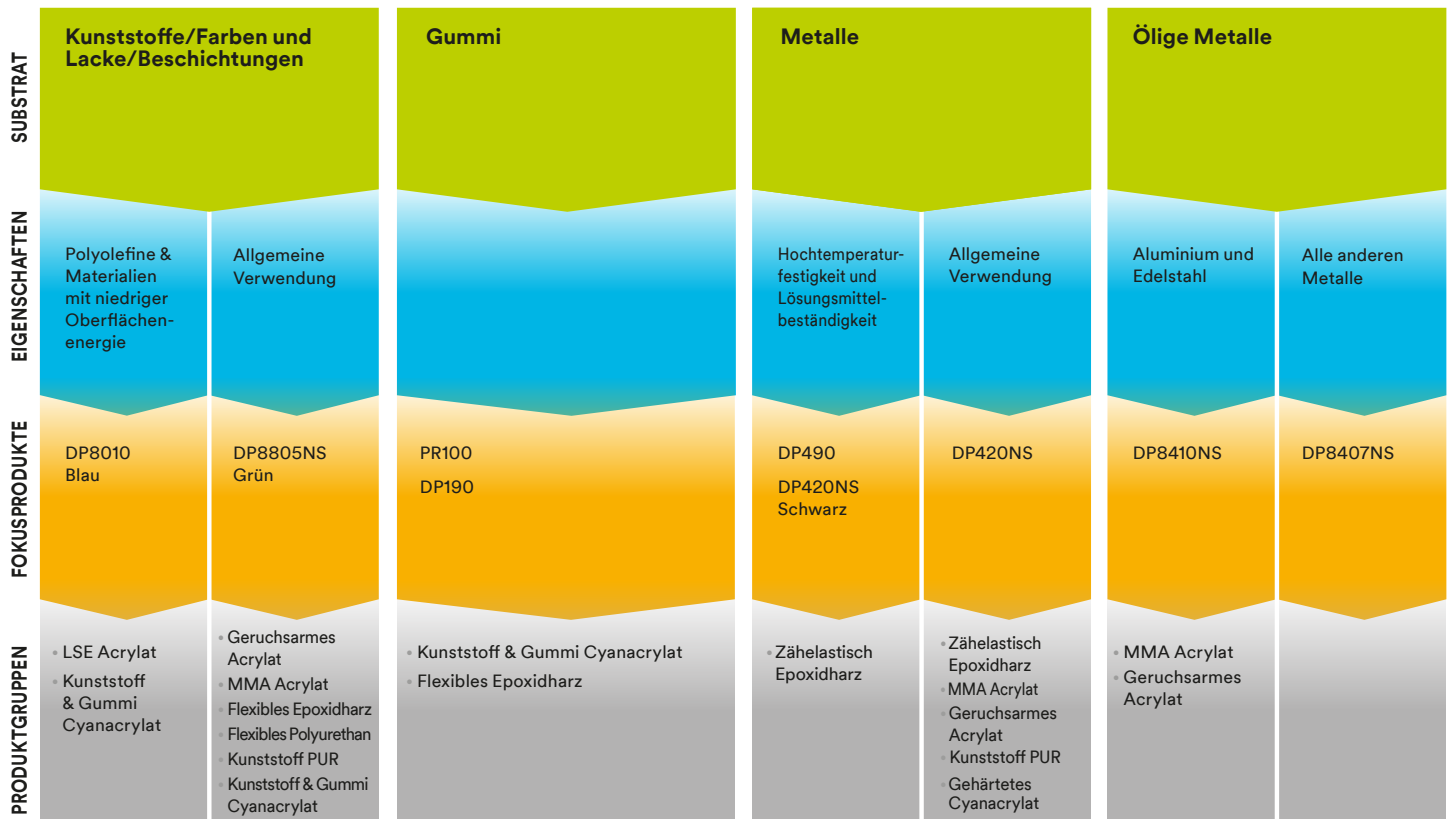 SUBSTRAT
Kunststoffe/Farben und
Lacke/Beschichtungen
Gummi
Metalle
Ölige Metalle
EIGENSCHAFTEN
Polyolefine &
Materialien
mit niedriger
Oberflächen-
energie
Allgemeine
Verwendung
Hochtemperatur-
festigkeit und
Lösungsmittel-
beständigkeit
Allgemeine
Verwendung
Aluminium und
Edelstahl
Alle anderen
Metalle
FOKUSPRODUKTE
DP8010
Blau
DP8805NS
Grün
PR100
DP190
DP490
DP420NS
Schwarz
DP420NS
DP8410NS
DP8407NS
PRODUKTGRUPPEN
• LSE Acrylat
• Kunststoff
& Gummi
Cyanacrylat
• Geruchsarmes
Acrylat
• MMA Acrylat
• Flexibles Epoxidharz
• Flexibles Polyurethan
• Kunststoff PUR
• Kunststoff & Gummi
Cyanacrylat
• Kunststoff & Gummi Cyanacrylat
• Flexibles Epoxidharz
• Zähelastisch
Epoxidharz
• Zähelastisch
Epoxidharz
• MMA Acrylat
• Geruchsarmes
Acrylat
• Kunststoff PUR
• Gehärtetes
Cyanacrylat
• MMA Acrylat
• Geruchsarmes
Acrylat